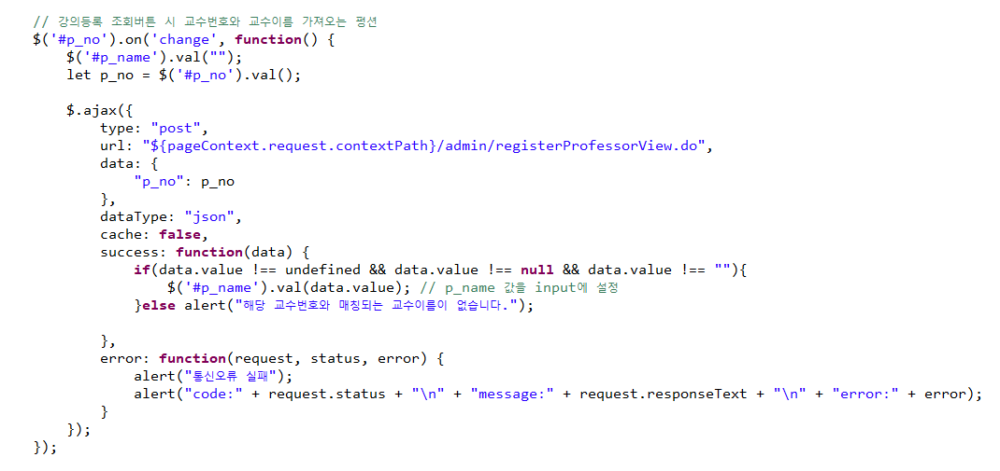 // 강의등록 조회버튼 시 교수번호와 교수이름 가져오는 펑션
$('#p_no').on('change', function() {
    $('#p_name').val("");
    let p_no = $('#p_no').val();

    $.ajax({
        type: "post",
        url: "${pageContext.request.contextPath}/admin/registerProfessorView.do",
        data: {
            "p_no": p_no
        },
        dataType: "json",
        cache: false,
        success: function(data) {
            if(data.value !== undefined && data.value !== null && data.value !== ""){
                $('#p_name').val(data.value); // p_name 값을 input에 설정
            }else alert("해당 교수번호와 매칭되는 교수이름이 없습니다.");

        },
        error: function(request, status, error) {
            alert("통신오류 실패");
            alert("code:" + request.status + "\n" + "message:" + request.responseText + "\n" + "error:" + error);
        }
    });
});